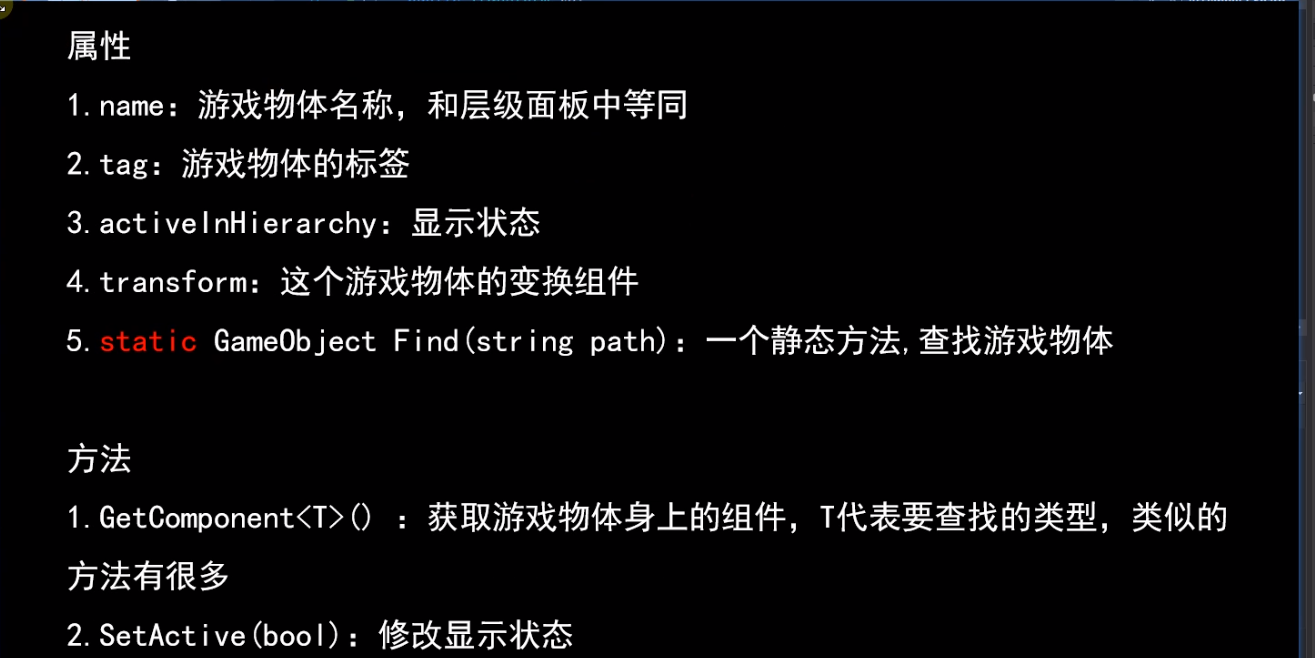 属性
1.name：游戏物体名称，和层级面板中等同
2.tag：游戏物体的标签
3.activeInHierarchy：显示状态
4.transform：这个游戏物体的变换组件
5.static GameObject Find(string path)：一个静态方法,查找游戏物体
方法
1.GetComponent<T>() ：获取游戏物体身上的组件，T代表要查找的类型，类似的
方法有很多
2.SetActive(bool)：修改显示状态